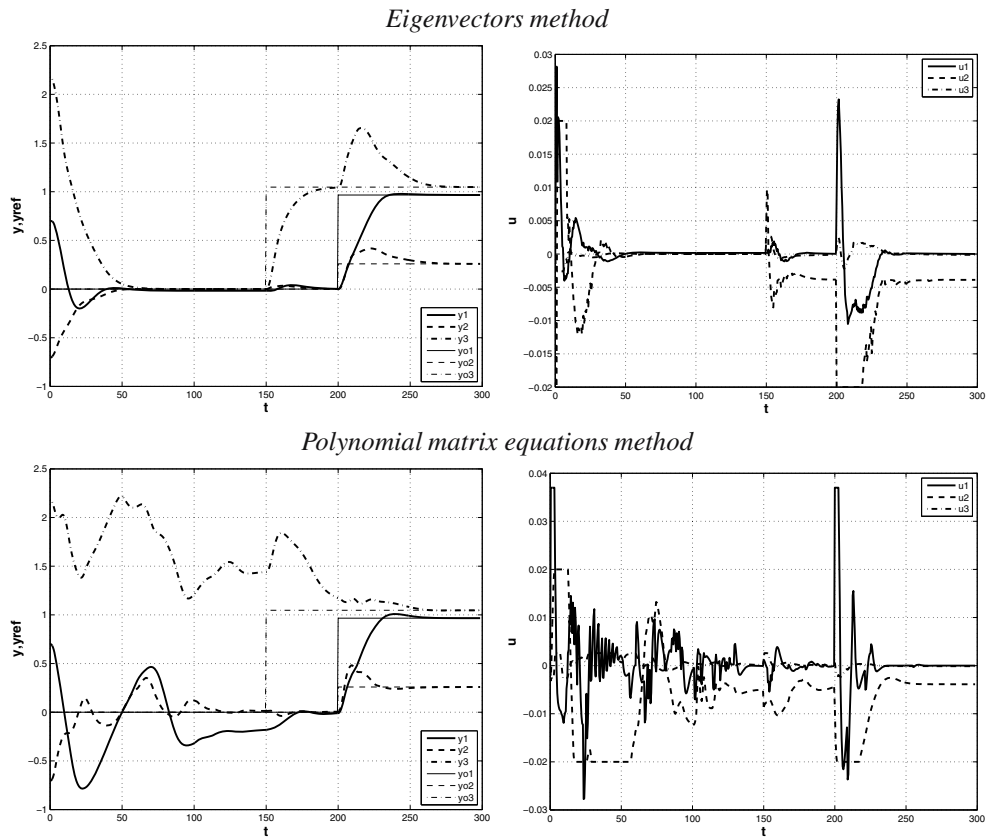 Eigenvectors method
2.5
2
1.5
1
0.5
0
−0.5
−1
0 50 100 150 200 250 300
y,yref
t
y1
y2
y3
yo1
yo2
yo3
0.03
0.025
0.02
0.015
0.01
0.005
0
−0.005
−0.01
−0.015
−0.02
0 50 100 150 200 250 300
u
t
u1
u2
u3
Polynomial matrix equations method
2.5
2
1.5
1
0.5
0
−0.5
−1
0 50 100 150 200 250 300
y,yref
t
y1
y2
y3
yo1
yo2
yo3
0.04
0.03
0.02
0.01
0
−0.01
−0.02
−0.03
0 50 100 150 200 250 300
u
t
u1
u2
u3